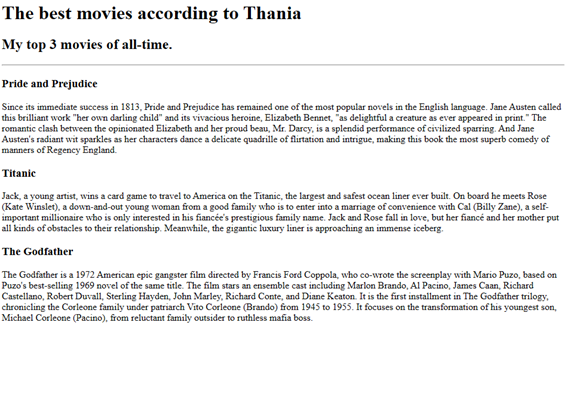 The best movies according to Thania
My top 3 movies of all-time.
Pride and Prejudice
Since its immediate success in 1813, Pride and Prejudice has remained one of the most popular novels in the English language. Jane Austen called
this brilliant work "her own darling child" and its vivacious heroine, Elizabeth Bennet, "as delightful a creature as ever appeared in print." The
romantic clash between the opinionated Elizabeth and her proud beau, Mr. Darcy, is a splendid performance of civilized sparring. And Jane
Austen's radiant wit sparkles as her characters dance a delicate quadrille of flirtation and intrigue, making this book the most superb comedy of
manners of Regency England.
Titanic
Jack, a young artist, wins a card game to travel to America on the Titanic, the largest and safest ocean liner ever built. On board he meets Rose
(Kate Winslet), a down-and-out young woman from a good family who is to enter into a marriage of convenience with Cal (Billy Zane), a self-
important millionaire who is only interested in his fiancée's prestigious family name. Jack and Rose fall in love, but her fiancé and her mother put
all kinds of obstacles to their relationship. Meanwhile, the gigantic luxury liner is approaching an immense iceberg.
The Godfather
The Godfather is a 1972 American epic gangster film directed by Francis Ford Coppola, who co-wrote the screenplay with Mario Puzo, based on
Puzo's best-selling 1969 novel of the same title. The film stars an ensemble cast including Marlon Brando, Al Pacino, James Caan, Richard
Castellano, Robert Duvall, Sterling Hayden, John Marley, Richard Conte, and Diane Keaton. It is the first installment in The Godfather trilogy,
chronicling the Corleone family under patriarch Vito Corleone (Brando) from 1945 to 1955. It focuses on the transformation of his youngest son,
Michael Corleone (Pacino), from reluctant family outsider to ruthless mafia boss.